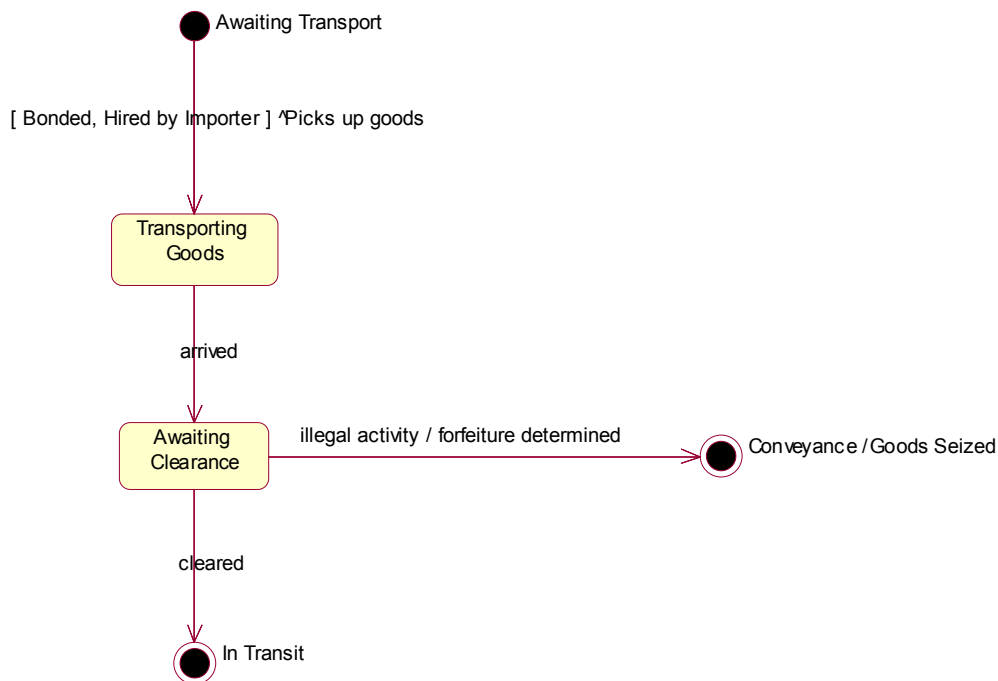 Awaiting Transport
[ Bonded, Hired by Importer ] ^Picks up goods
Transporting
Goods
arrived
Awaiting
Clearance
illegal activity / forfeiture determined
Conveyance / Goods Seized
cleared
In Transit